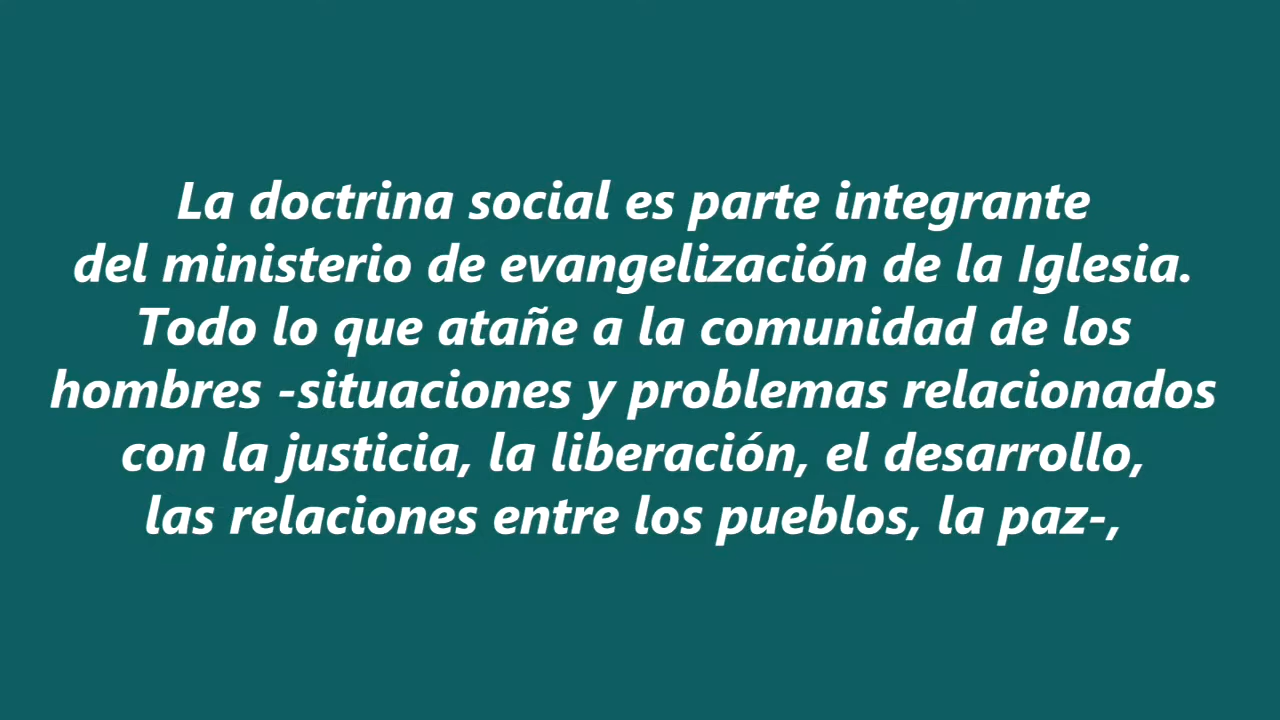 La doctrina social es parte integrante
del ministerio de evangelización de la Iglesia.
Todo lo que atañe a la comunidad de los
hombres -situaciones y problemas relacionados
con la justicia, la liberación, el desarrollo,
las relaciones entre los pueblos, la paz-,